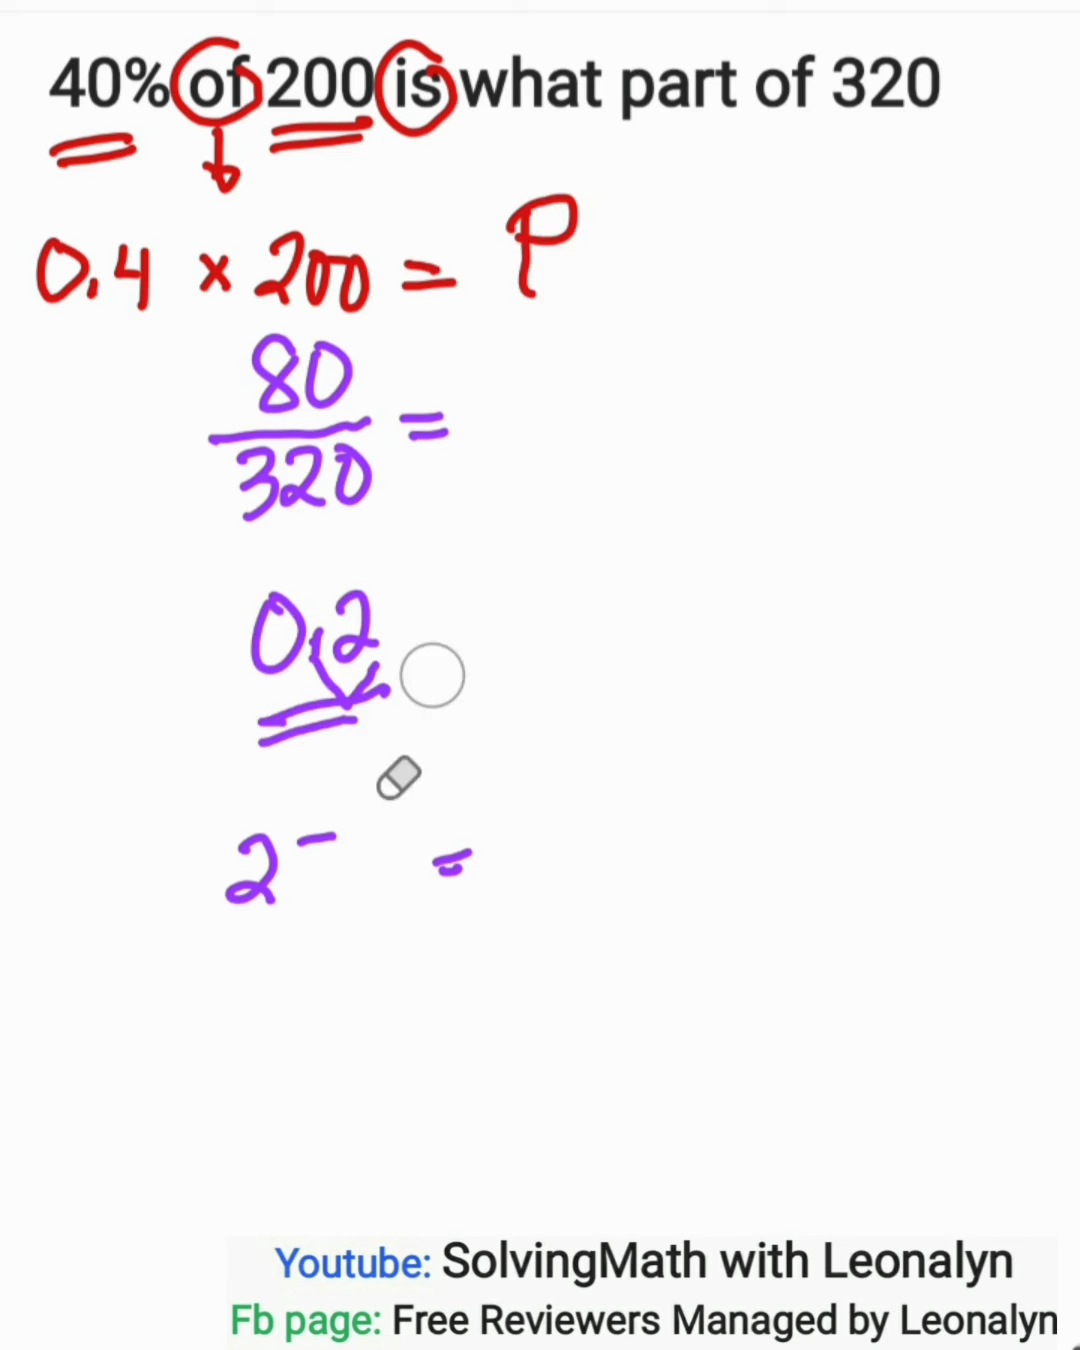 40% of 200 is what part of 320
0.4 × 200 = P
80
320 =
0.2
2 - =
Youtube: SolvingMath with Leonalyn
Fb page: Free Reviewers Managed by Leonalyn